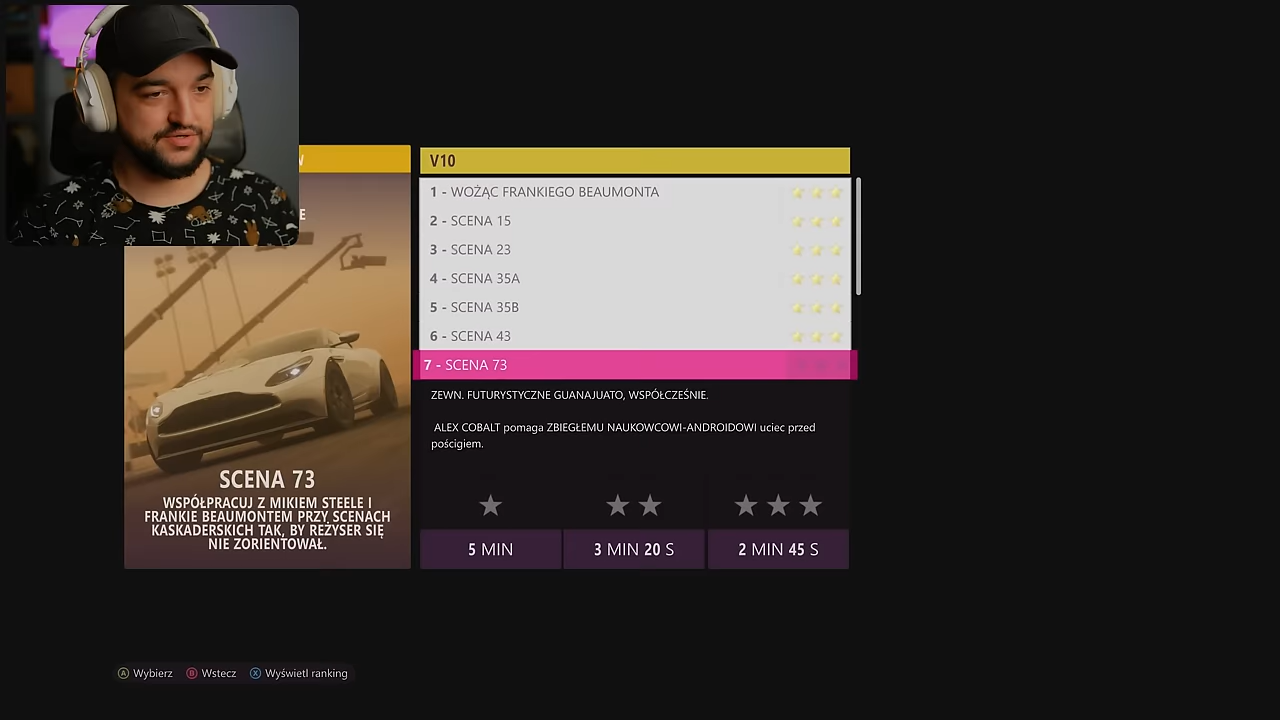 V10
1 - WOŻĄC FRANKIEGO BEAUMONTA
2 - SCENA 15
3 - SCENA 23
4 - SCENA 35A
5 - SCENA 35B
6 - SCENA 43
7 - SCENA 73
ZEWN. FUTURYSTYCZNE GUANAJUATO, WSPÓŁCZEŚNIE.
ALEX COBALT pomaga ZBIEGŁEMU NAUKOWCOWI-ANDROIDOWI uciec przed
pościgiem.
5 MIN
3 MIN 20 S
2 MIN 45 S
SCENA 73
WSPÓŁPRACUJ Z MIKIEM STEELE I
FRANKIE BEAUMONTEM PRZY SCENACH
KASKADERSKICH TAK, BY REŻYSER SIĘ
NIE ZORIENTOWAŁ.
A Wybierz
B Wstecz
X Wyświetl ranking